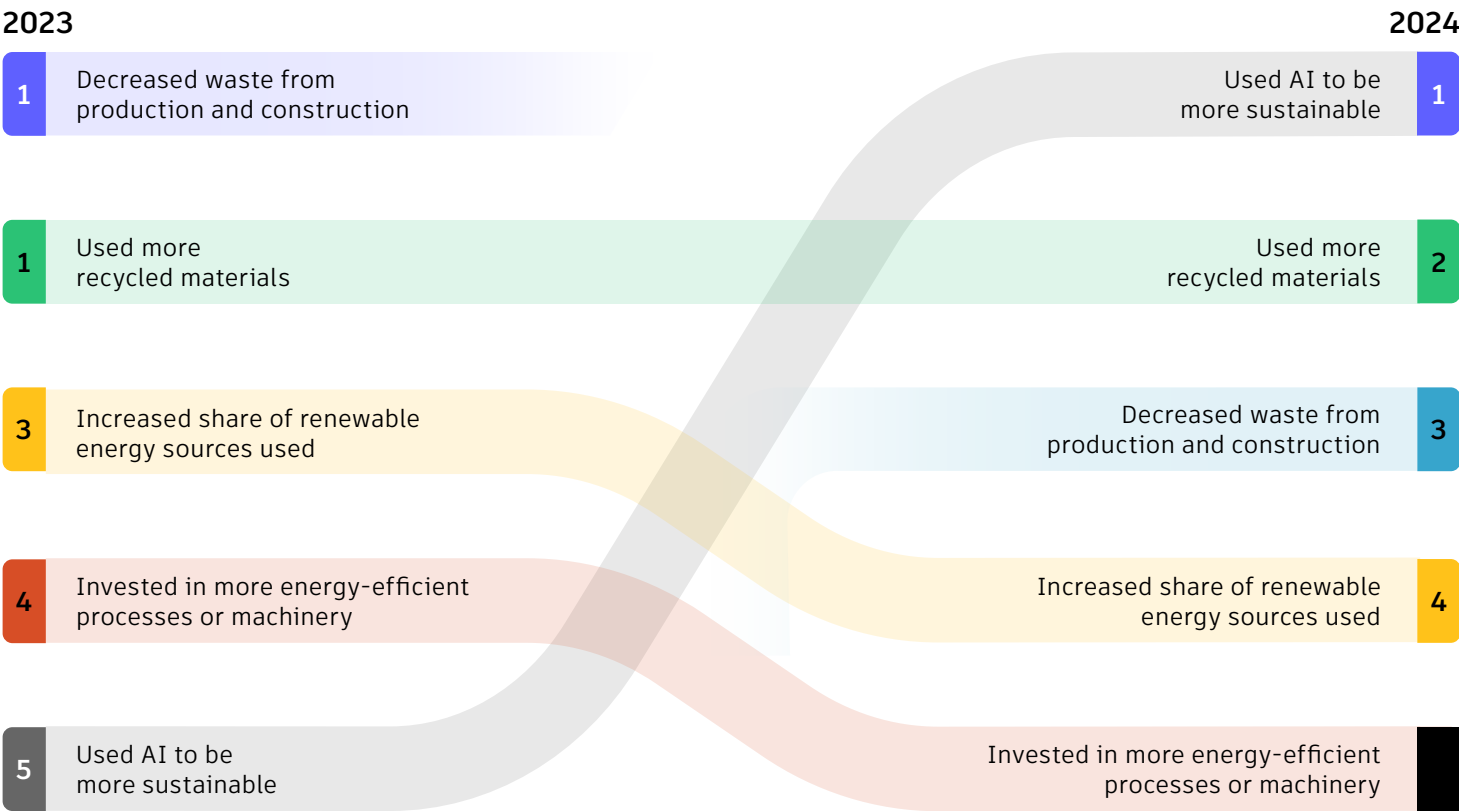 2023
2024
1
Decreased waste from
production and construction
Used AI to be
more sustainable
1
1
Used more
recycled materials
Used more
recycled materials
2
3
Increased share of renewable
energy sources used
Decreased waste from
production and construction
3
4
Invested in more energy-efficient
processes or machinery
Increased share of renewable
energy sources used
4
5
Used AI to be
more sustainable
Invested in more energy-efficient
processes or machinery